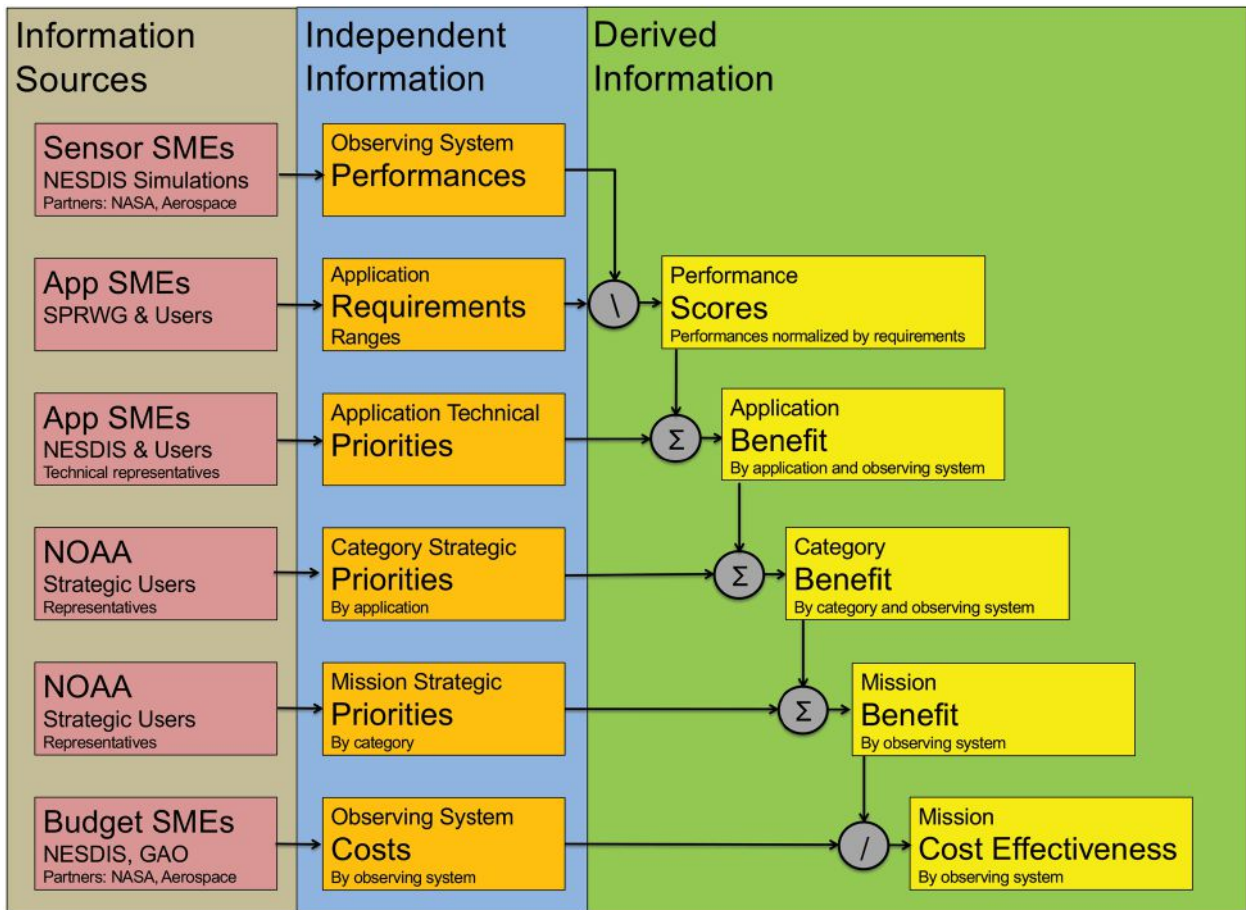 Information
Sources
Independent
Information
Derived
Information
Sensor SMEs
NESDIS Simulations
Partners: NASA, Aerospace
Observing System
Performances
App SMEs
SPRWG & Users
Application
Requirements
Ranges
\
Performance
Scores
Performances normalized by requirements
App SMEs
NESDIS & Users
Technical representatives
Application Technical
Priorities
Σ
Application
Benefit
By application and observing system
NOAA
Strategic Users
Representatives
Category Strategic
Priorities
By application
Σ
Category
Benefit
By category and observing system
NOAA
Strategic Users
Representatives
Mission Strategic
Priorities
By category
Σ
Mission
Benefit
By observing system
Budget SMEs
NESDIS, GAO
Partners: NASA, Aerospace
Observing System
Costs
By observing system
/
Mission
Cost Effectiveness
By observing system